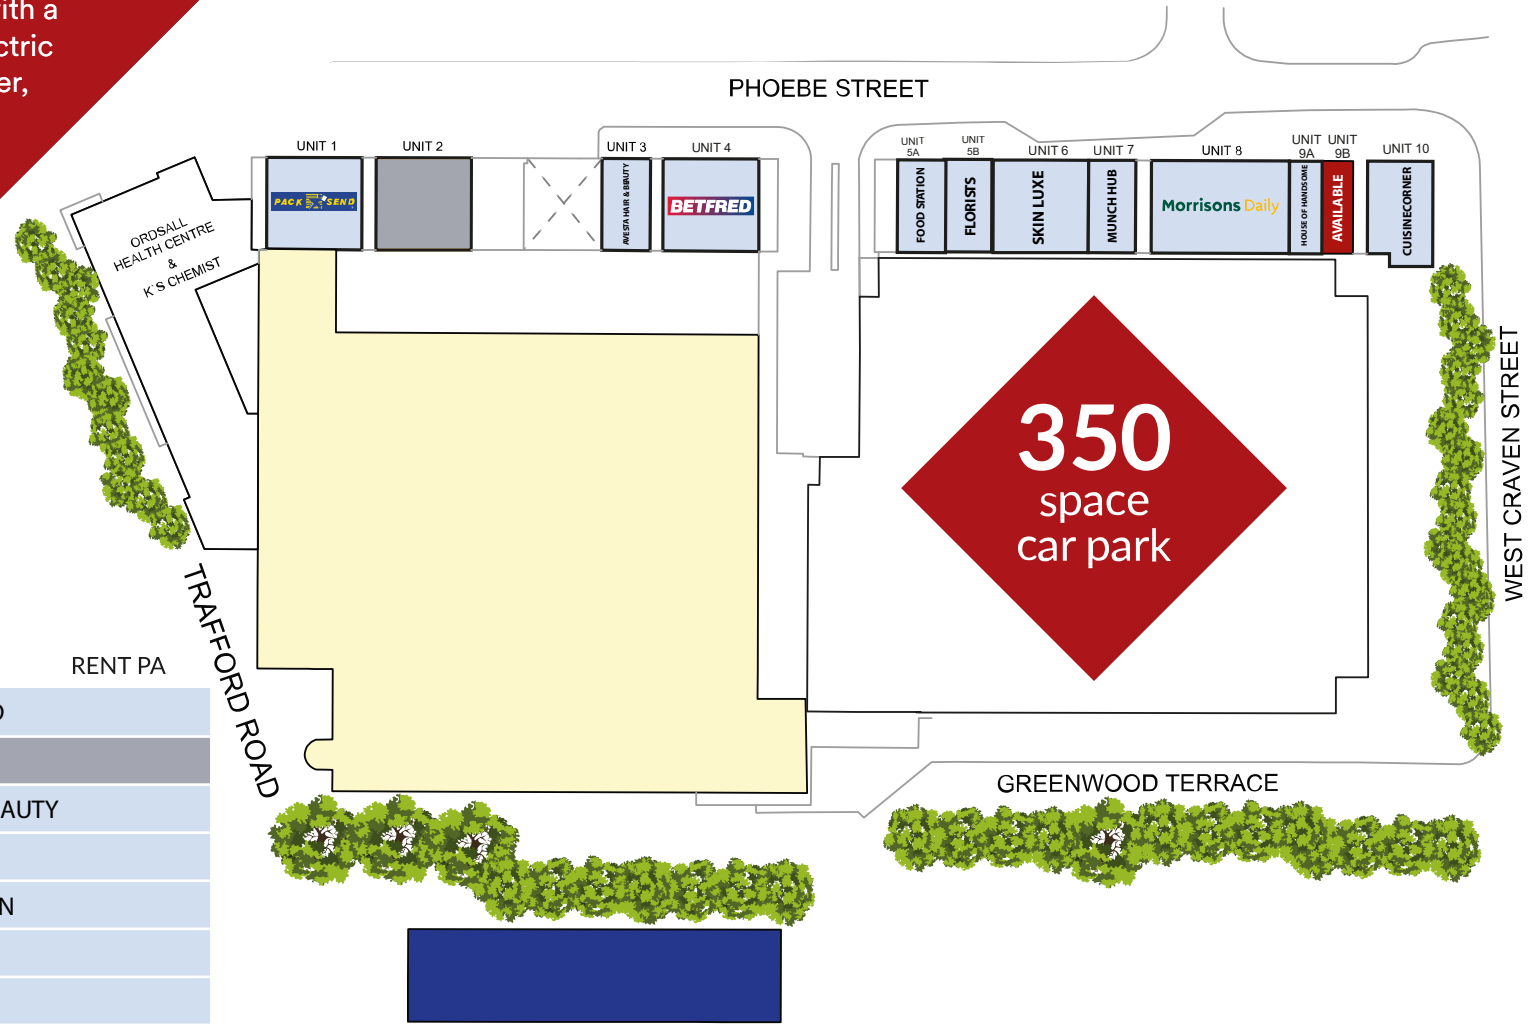 with a
ctric
er,
PHOEBE STREET
UNIT 1
UNIT 2
UNIT 3
UNIT 4
UNIT
5A
UNIT
5B
UNIT 6
UNIT 7
UNIT 8
UNIT
9A
UNIT
9B
UNIT 10
PACK SEND
AVESTA HAIR & BEAUTY
BETFRED
FOOD STATION
FLORISTS
SKIN LUXE
MUNCH HUB
Morrisons Daily
HOUSE OF HANDSOME
AVAILABLE
CUISINECORNER
ORDSALL
HEALTH CENTRE
&
K`S CHEMIST
350
space
car park
WEST CRAVEN STREET
TRAFFORD ROAD
GREENWOOD TERRACE
RENT PA
D
AUTY
N